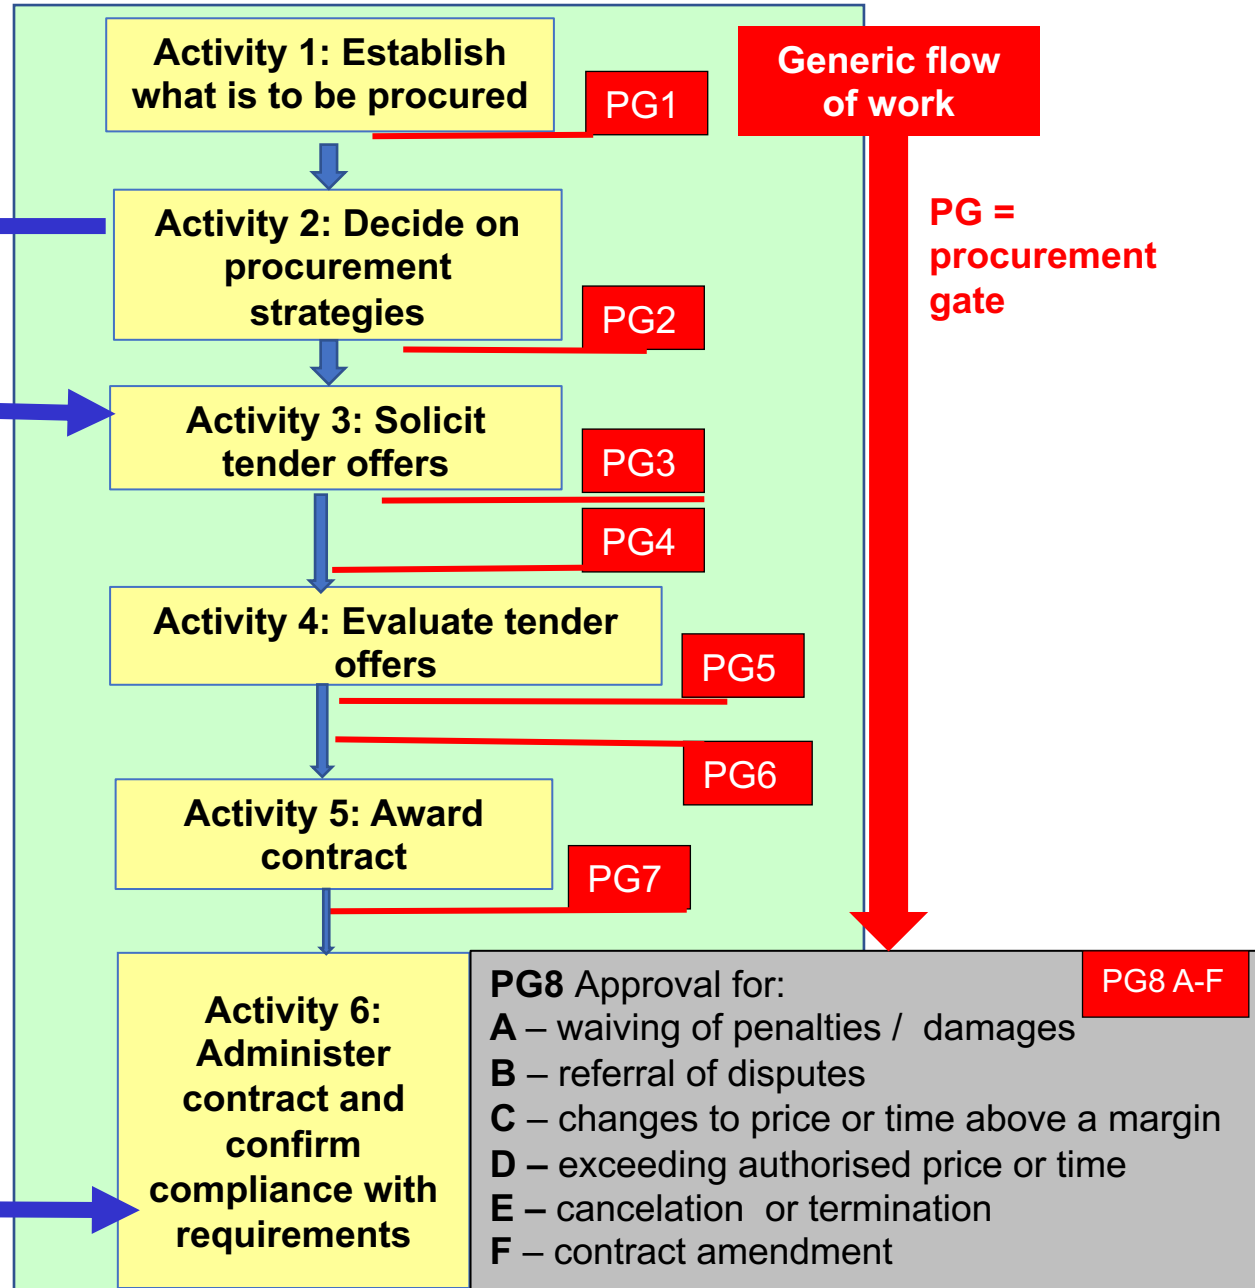 Activity 1: Establish
what is to be procured
PG1
Generic flow
of work
PG =
procurement
gate
Activity 2: Decide on
procurement
strategies
PG2
Activity 3: Solicit
tender offers
PG3
PG4
Activity 4: Evaluate tender
offers
PG5
PG6
Activity 5: Award
contract
PG7
Activity 6:
Administer
contract and
confirm
compliance with
requirements
PG8 Approval for:
PG8 A-F
A – waiving of penalties /  damages
B – referral of disputes
C – changes to price or time above a margin
D – exceeding authorised price or time
E – cancelation  or termination
F – contract amendment